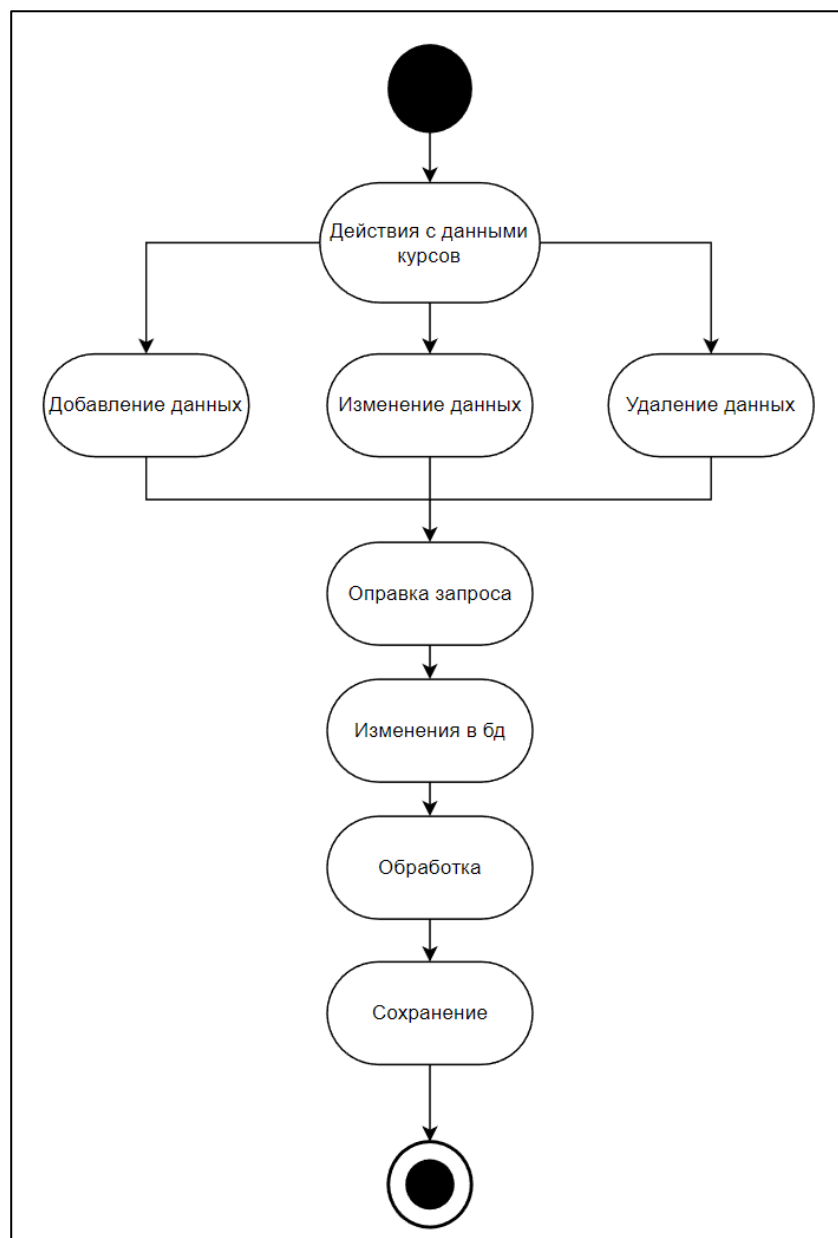 Действия с данными
курсов
Добавление данных
Изменение данных
Удаление данных
Оправка запроса
Изменения в бд
Обработка
Сохранение